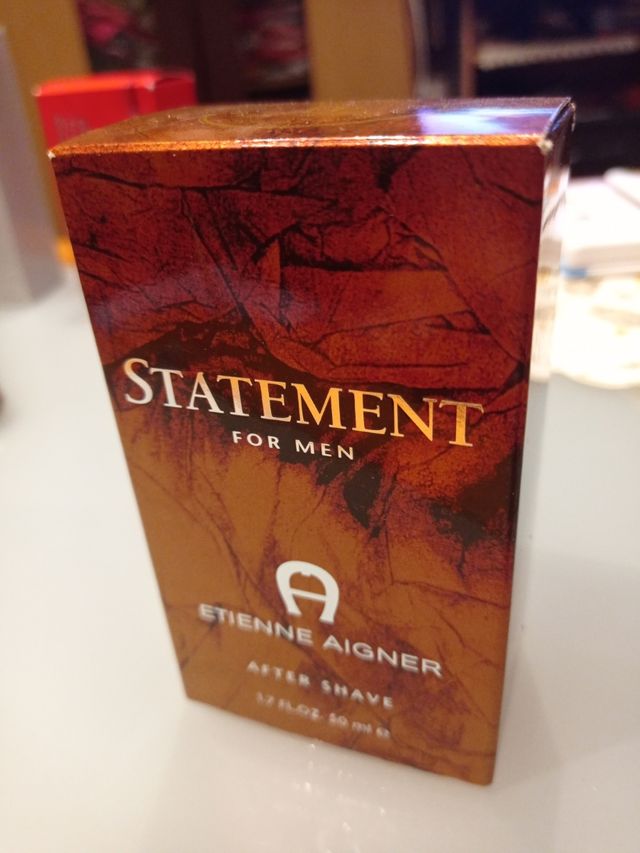 STATEMENT
FOR MEN
ETIENNE AIGNER
AFTER SHAVE
1.7 FL.OZ. 50 ml e